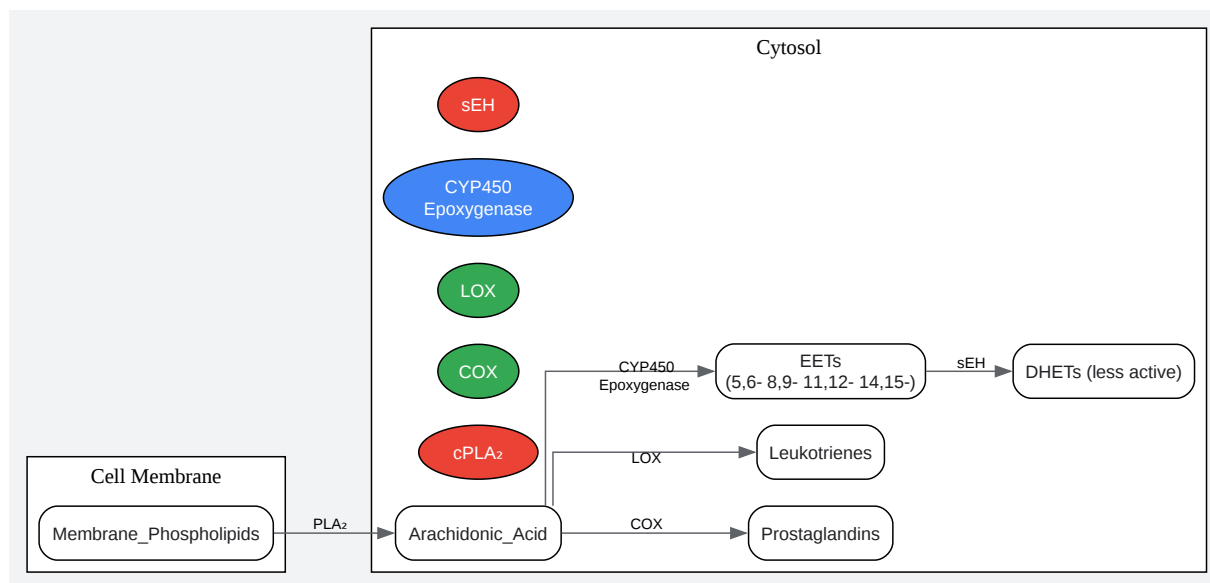 Cytosol
sEH
CYP450
Epoxygenase
LOX
COX
CYP450
Epoxygenase
EETs
(5,6- 8,9- 11,12- 14,15-)
sEH
DHETs (less active)
cPLA₂
LOX
Leukotrienes
Cell Membrane
Membrane_Phospholipids
PLA₂
Arachidonic_Acid
COX
Prostaglandins